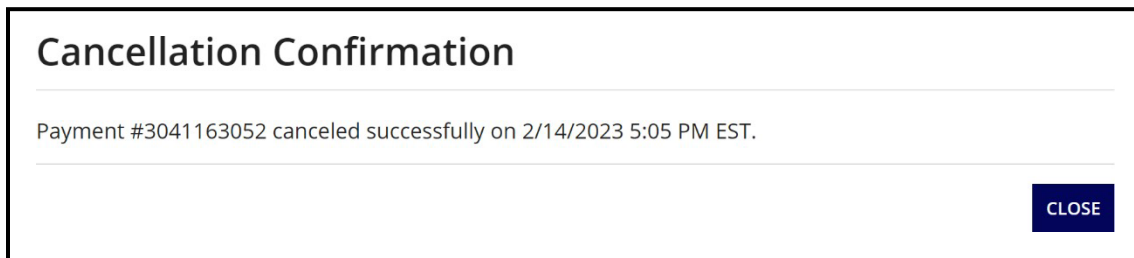 Cancellation Confirmation
Payment #3041163052 canceled successfully on 2/14/2023 5:05 PM EST.
CLOSE